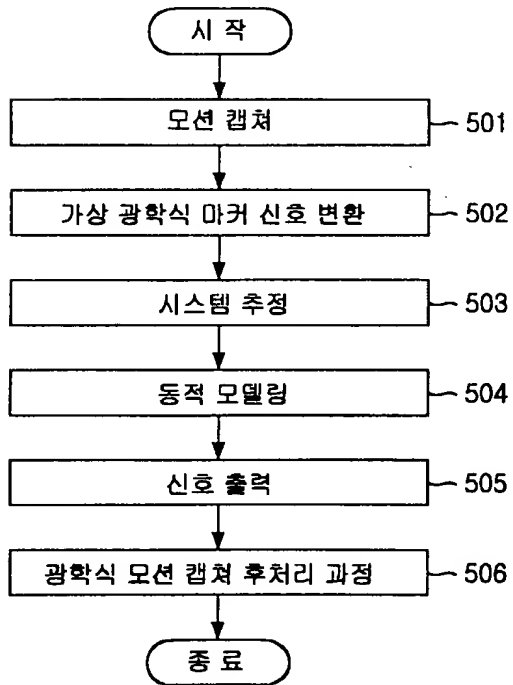 시 작
모션 캡쳐
501
가상 광학식 마커 신호 변환
502
시스템 추정
503
동적 모델링
504
신호 출력
505
광학식 모션 캡쳐 후처리 과정
506
종 료